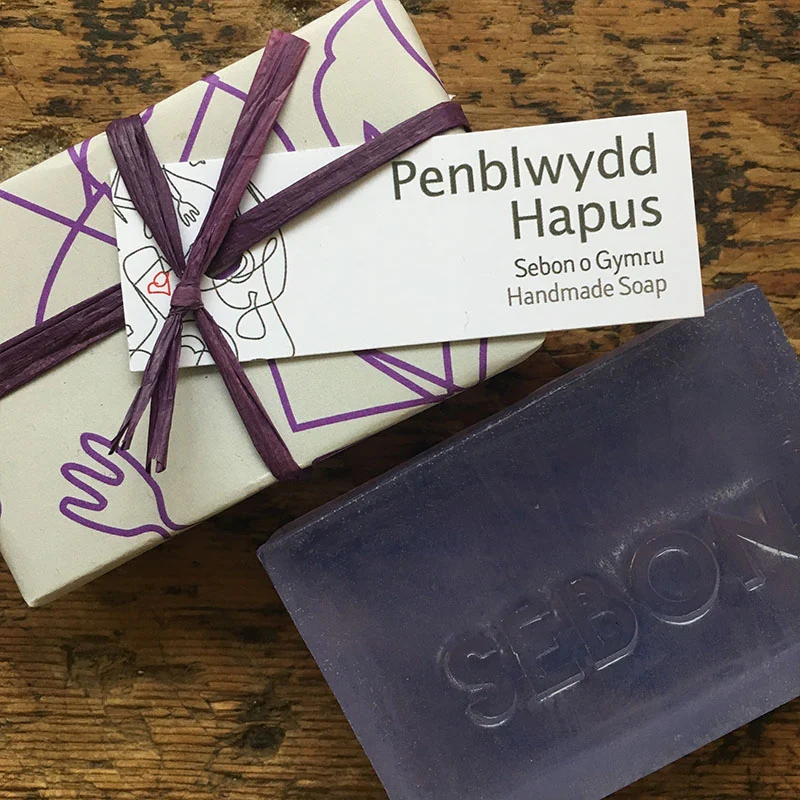 Penblwydd
Hapus
Sebon o Gymru
Handmade Soap
SEBON